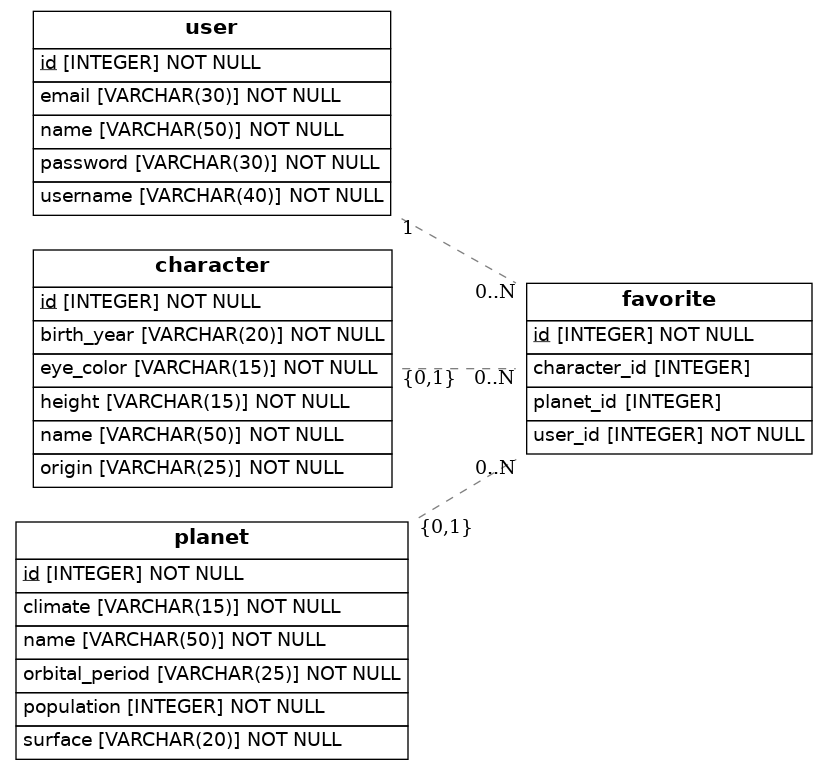 user
id [INTEGER] NOT NULL
email [VARCHAR(30)] NOT NULL
name [VARCHAR(50)] NOT NULL
password [VARCHAR(30)] NOT NULL
username [VARCHAR(40)] NOT NULL
1
0..N
character
id [INTEGER] NOT NULL
birth_year [VARCHAR(20)] NOT NULL
eye_color [VARCHAR(15)] NOT NULL
height [VARCHAR(15)] NOT NULL
name [VARCHAR(50)] NOT NULL
origin [VARCHAR(25)] NOT NULL
{0,1}
0..N
favorite
id [INTEGER] NOT NULL
character_id [INTEGER]
planet_id [INTEGER]
user_id [INTEGER] NOT NULL
0..N
{0,1}
planet
id [INTEGER] NOT NULL
climate [VARCHAR(15)] NOT NULL
name [VARCHAR(50)] NOT NULL
orbital_period [VARCHAR(25)] NOT NULL
population [INTEGER] NOT NULL
surface [VARCHAR(20)] NOT NULL